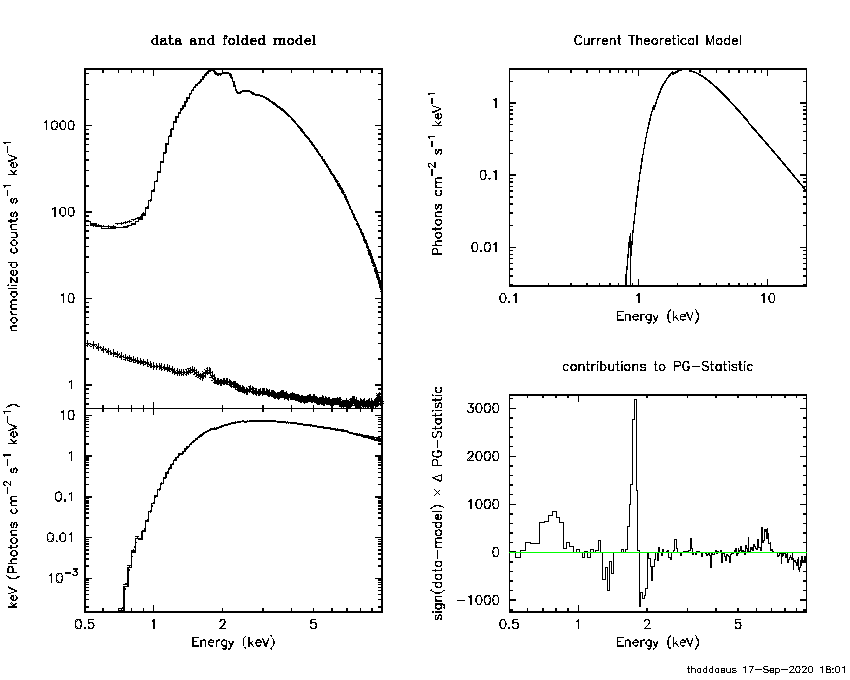 data and folded model
normalized counts s⁻¹ keV⁻¹
1000
100
10
1
keV (Photons cm⁻² s⁻¹ keV⁻¹)
10
1
0.1
0.01
10⁻³
0.5
1
2
5
Energy (keV)
Current Theoretical Model
Photons cm⁻² s⁻¹ keV⁻¹
1
0.1
0.01
0.1
1
10
Energy (keV)
contributions to PG-Statistic
sign(data-model) × Δ PG-Statistic
3000
2000
1000
0
-1000
0.5
1
2
5
Energy (keV)
thaddaeus 17-Sep-2020 18:01